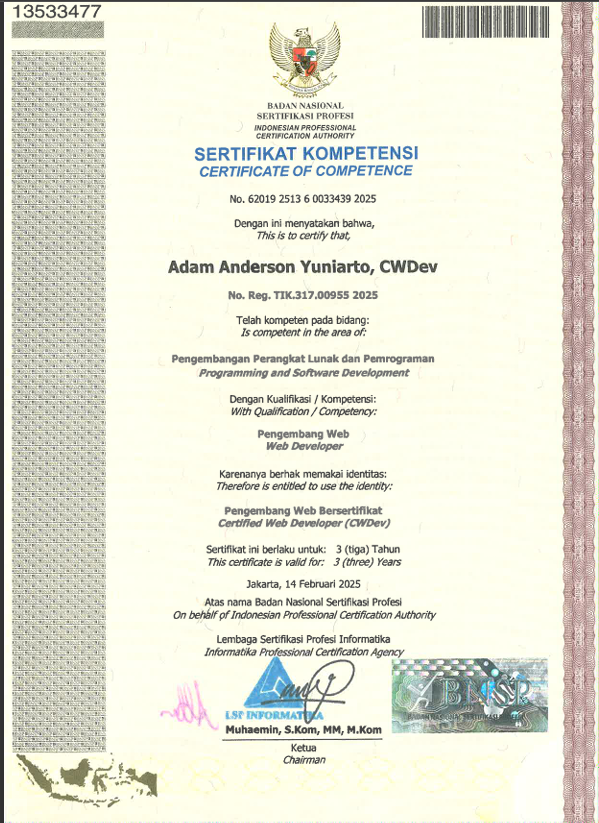 13533477
BADAN NASIONAL
SERTIFIKASI PROFESI
INDONESIAN PROFESSIONAL
CERTIFICATION AUTHORITY
SERTIFIKAT KOMPETENSI
CERTIFICATE OF COMPETENCE
No. 62019 2513 6 0033439 2025
Dengan ini menyatakan bahwa,
This is to certify that,
Adam Anderson Yuniarto, CWDev
No. Reg. TIK.317.00955 2025
Telah kompeten pada bidang:
Is competent in the area of:
Pengembangan Perangkat Lunak dan Pemrograman
Programming and Software Development
Dengan Kualifikasi / Kompetensi:
With Qualification / Competency:
Pengembang Web
Web Developer
Karenanya berhak memakai identitas:
Therefore is entitled to use the identity:
Pengembang Web Bersertifikat
Certified Web Developer (CWDev)
Sertifikat ini berlaku untuk: 3 (tiga) Tahun
This certificate is valid for: 3 (three) Years
Jakarta, 14 Februari 2025
Atas nama Badan Nasional Sertifikasi Profesi
On behalf of Indonesian Professional Certification Authority
Lembaga Sertifikasi Profesi Informatika
Informatika Professional Certification Agency
LSP INFORMATIKA
BNSP
BADAN NASIONAL SERTIFIKASI
Muhaemin, S.Kom, MM, M.Kom
Ketua
Chairman